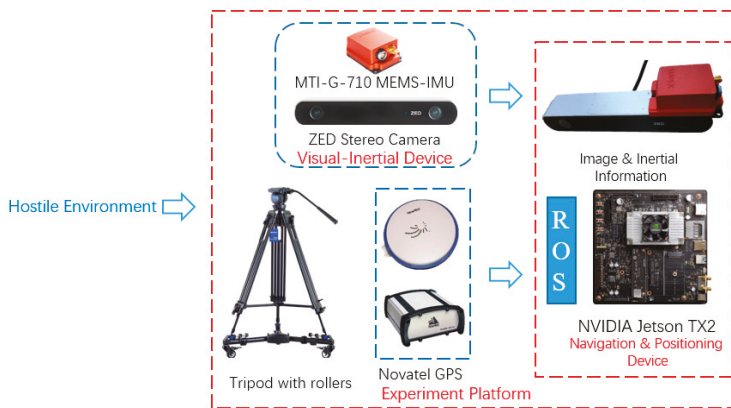 MTI-G-710 MEMS-IMU
ZED
ZED Stereo Camera
Visual-Inertial Device
Image & Inertial
Information
Hostile Environment
ROS
NVIDIA Jetson TX2
Navigation & Positioning
Device
Tripod with rollers
Novatel GPS
Experiment Platform